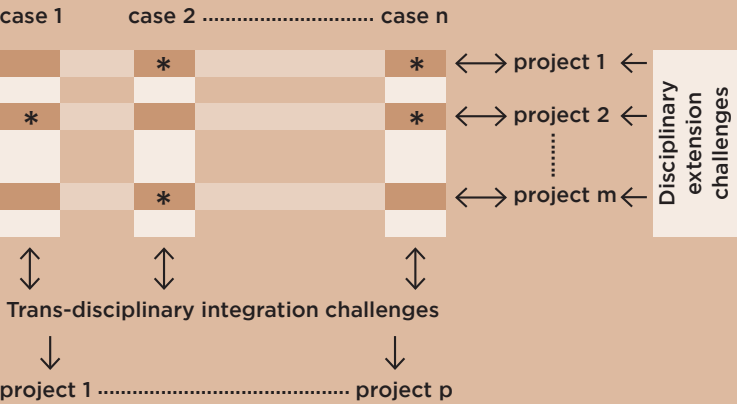 case 1 case 2 ........................... case n
* * project 1
* * project 2
* project m
Disciplinary
extension
challenges
Trans-disciplinary integration challenges
project 1 ........................................ project p